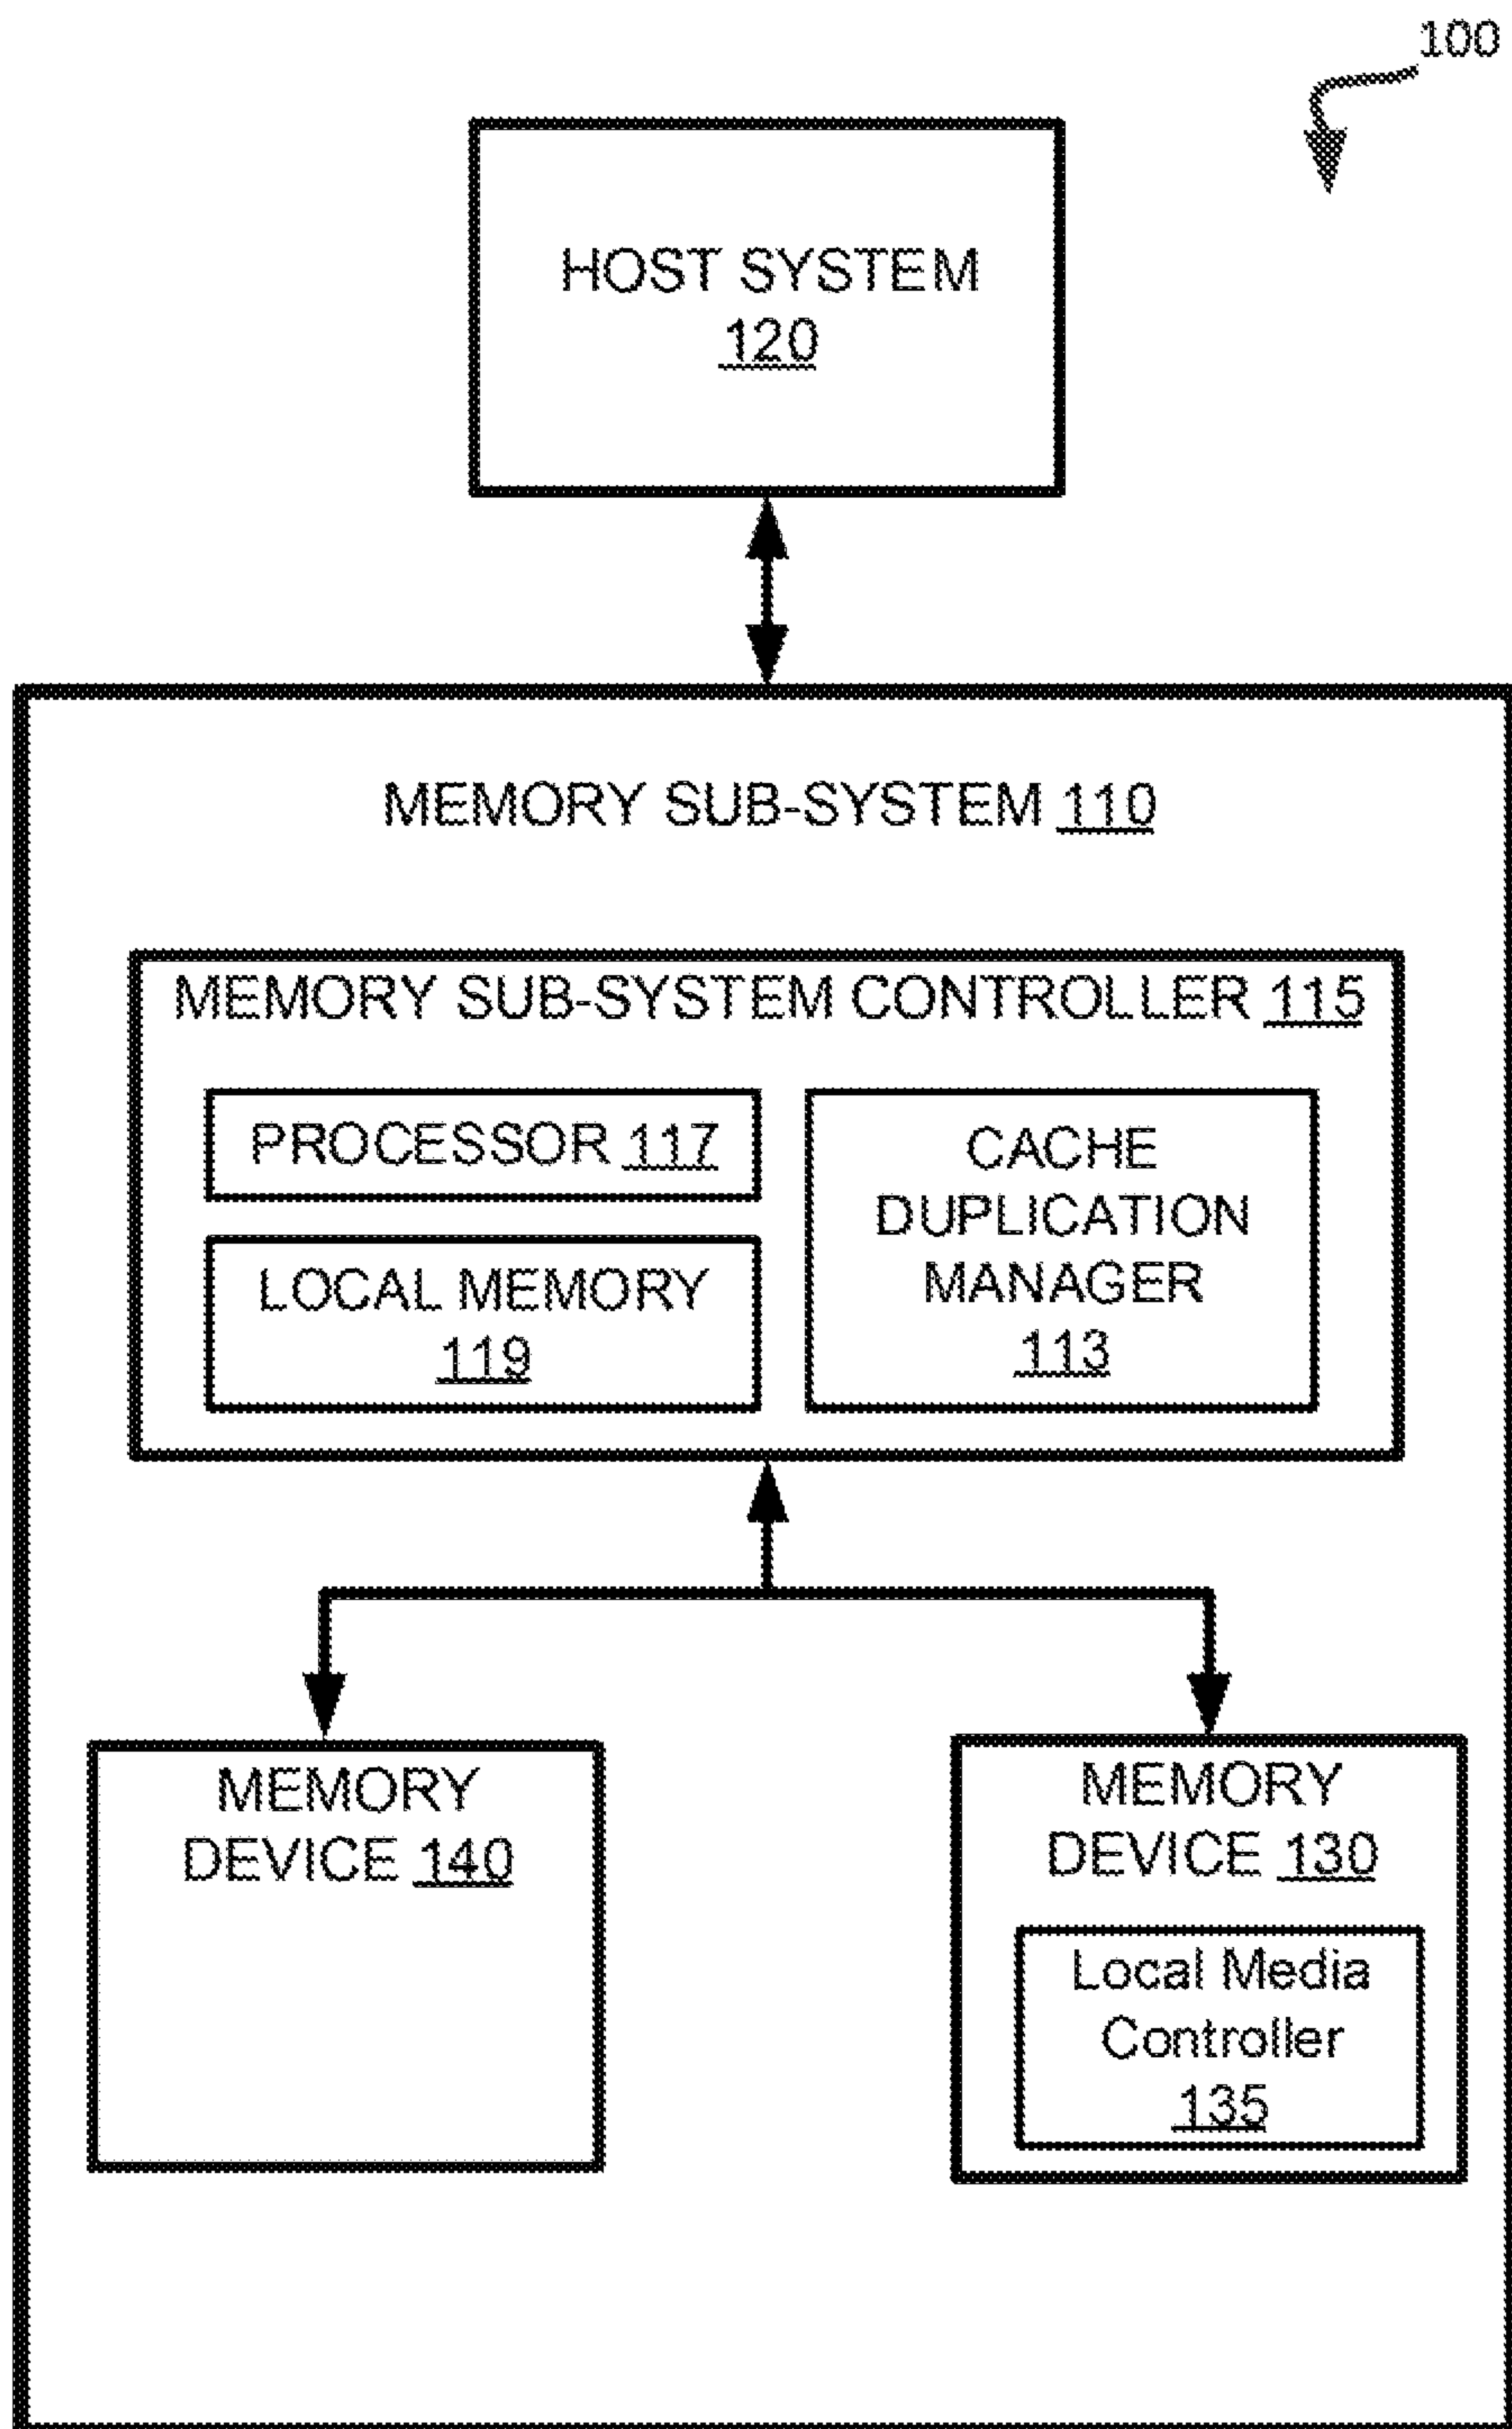 100
HOST SYSTEM
120
MEMORY SUB-SYSTEM 110
MEMORY SUB-SYSTEM CONTROLLER 115
PROCESSOR 117
LOCAL MEMORY
119
CACHE
DUPLICATION
MANAGER
113
MEMORY
DEVICE 140
MEMORY
DEVICE 130
Local Media
Controller
135